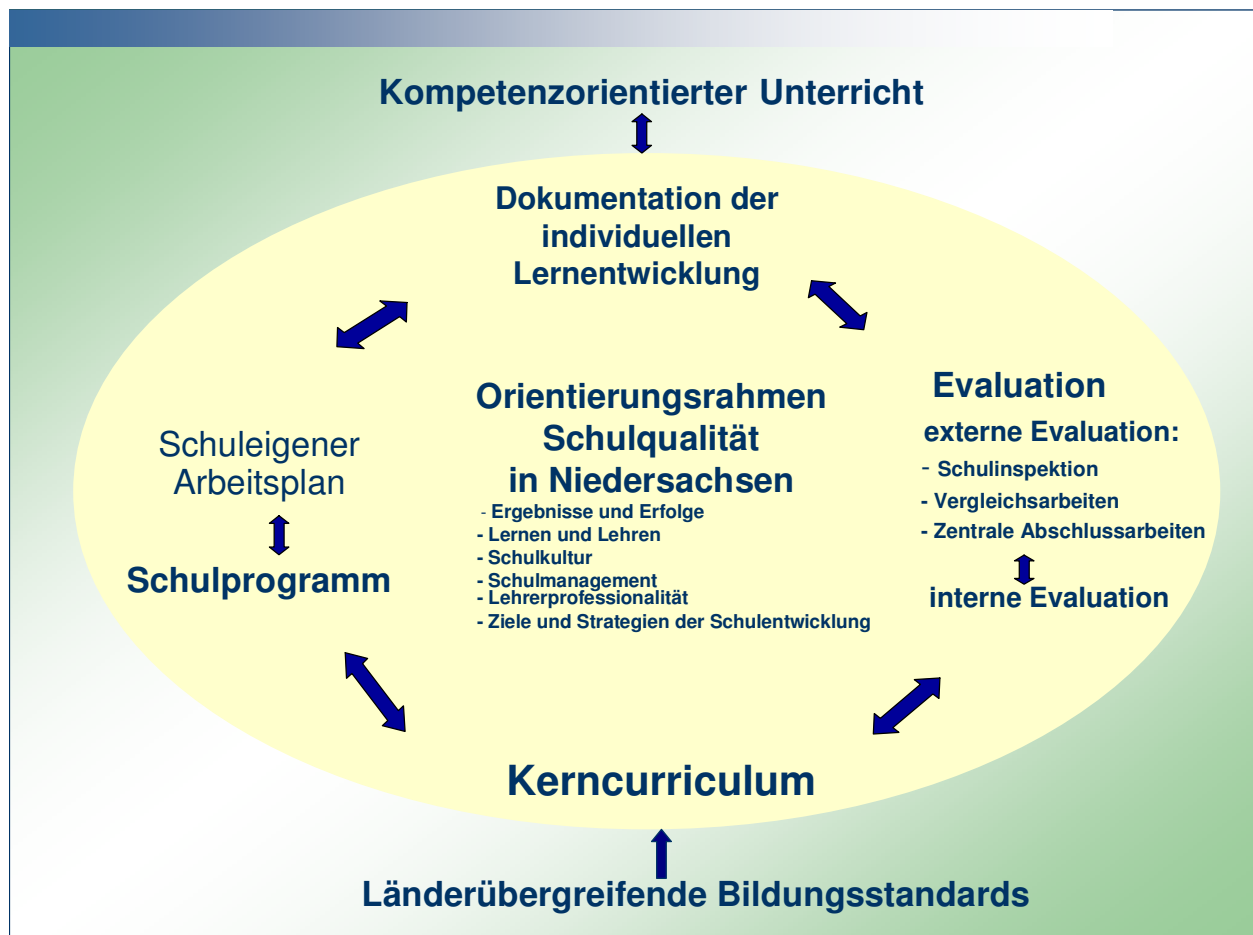 Kompetenzorientierter Unterricht
Dokumentation der
individuellen
Lernentwicklung
Schuleigener
Arbeitsplan
Schulprogramm
Orientierungsrahmen
Schulqualität
in Niedersachsen
- Ergebnisse und Erfolge
- Lernen und Lehren
- Schulkultur
- Schulmanagement
- Lehrerprofessionalität
- Ziele und Strategien der Schulentwicklung
Evaluation
externe Evaluation:
- Schulinspektion
- Vergleichsarbeiten
- Zentrale Abschlussarbeiten
interne Evaluation
Kerncurriculum
Länderübergreifende Bildungsstandards